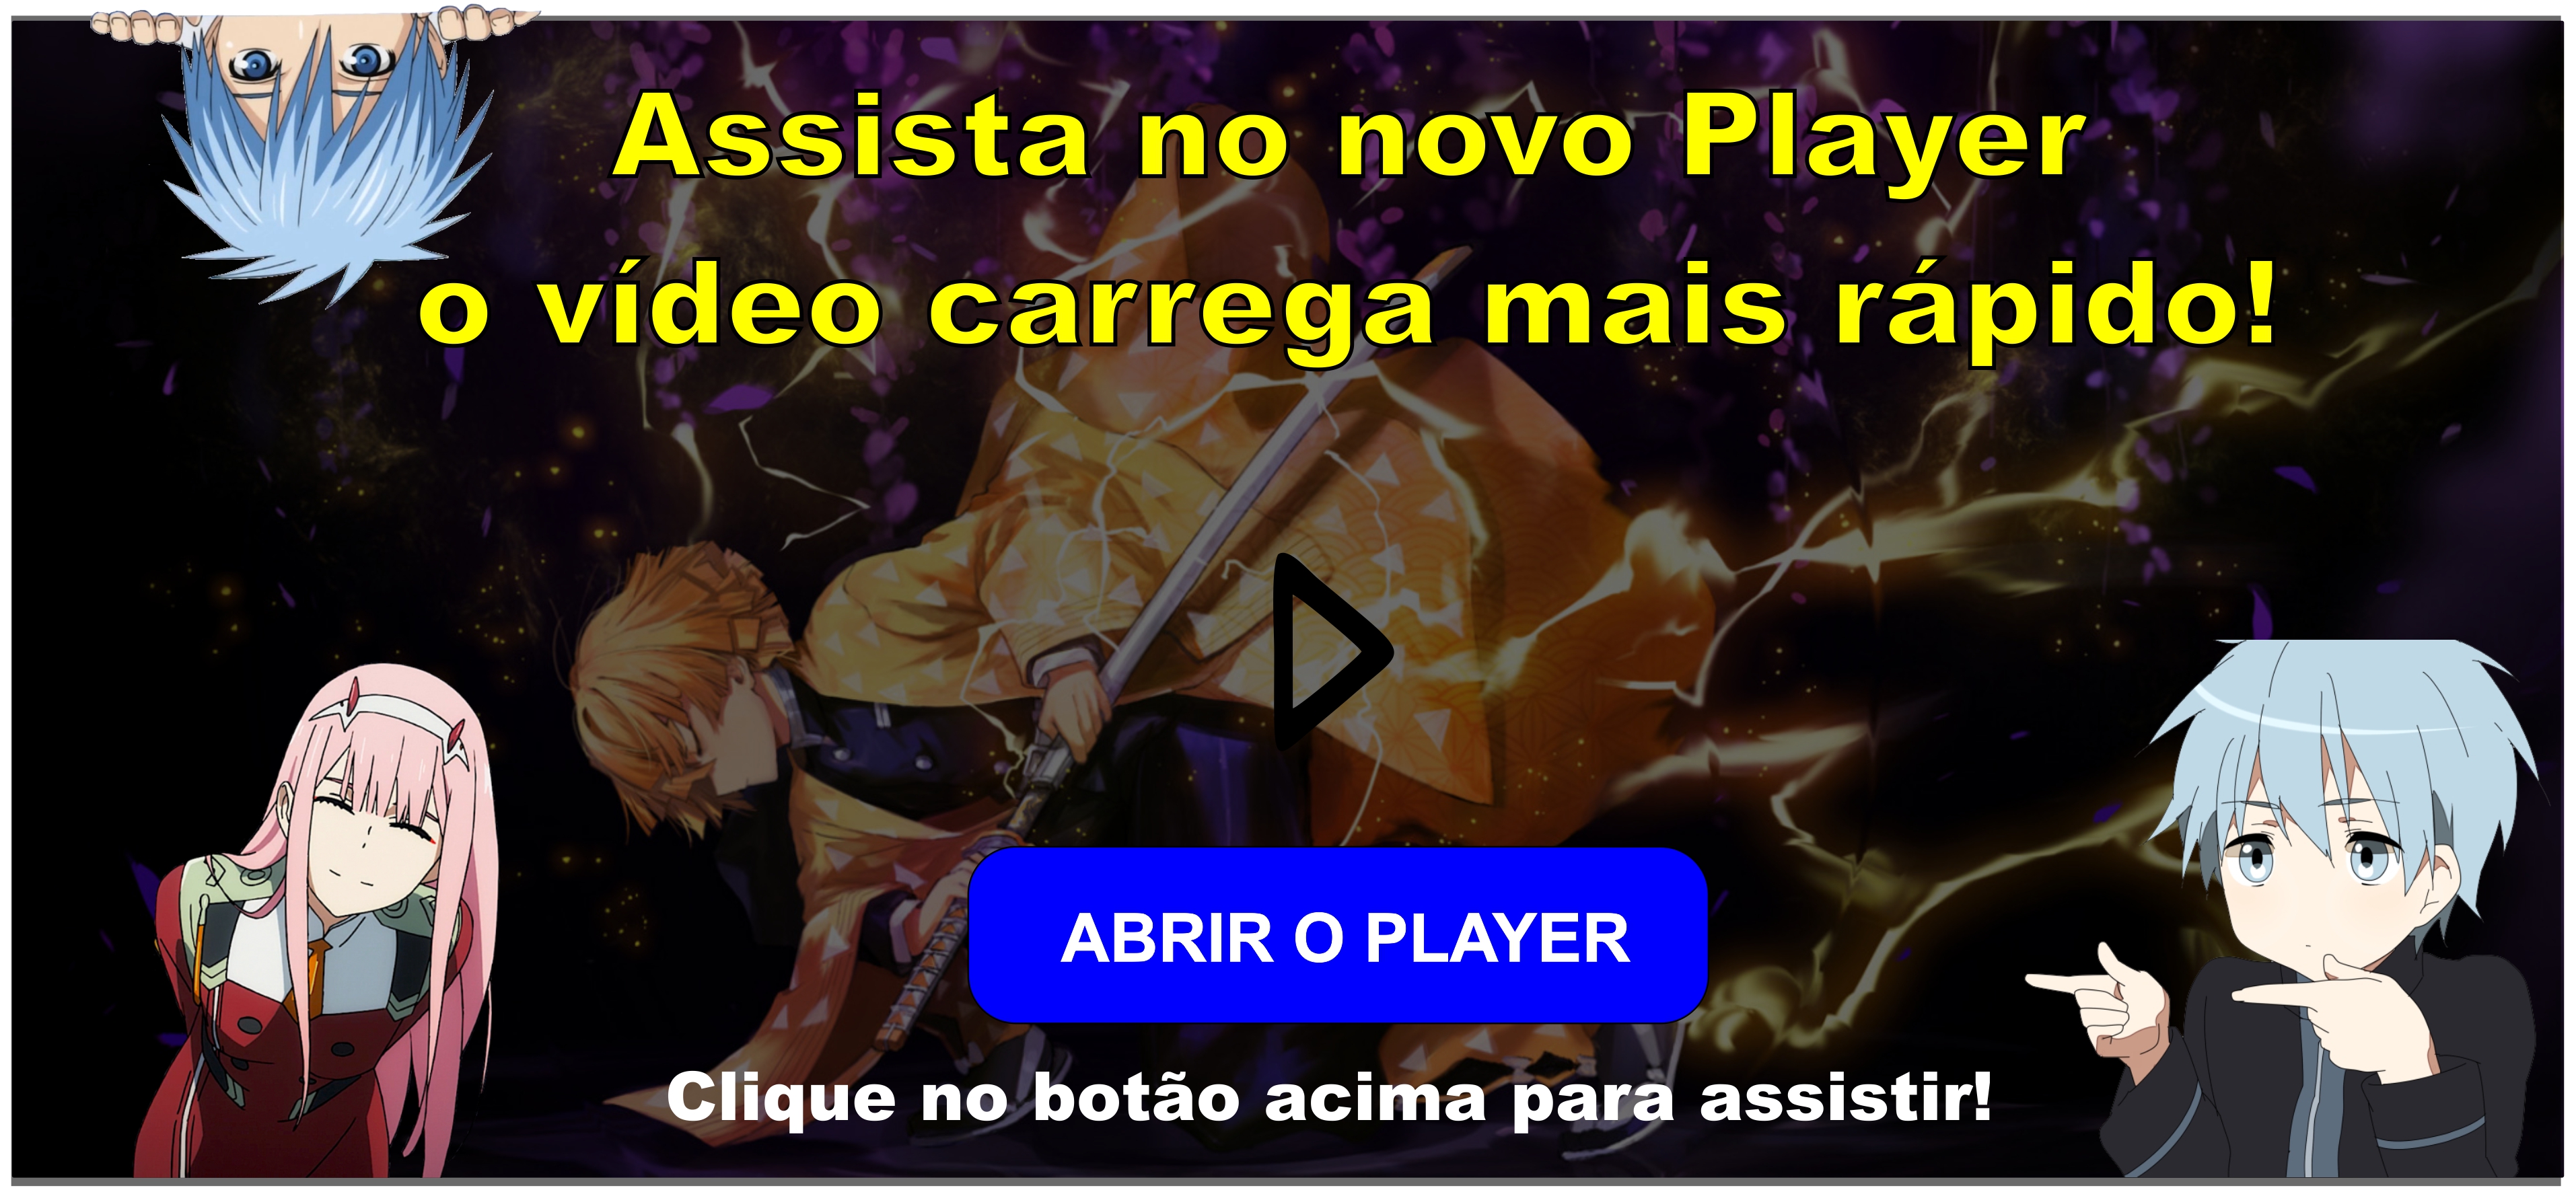 Assista no novo Player
o vídeo carrega mais rápido!
ABRIR O PLAYER
Clique no botão acima para assistir!